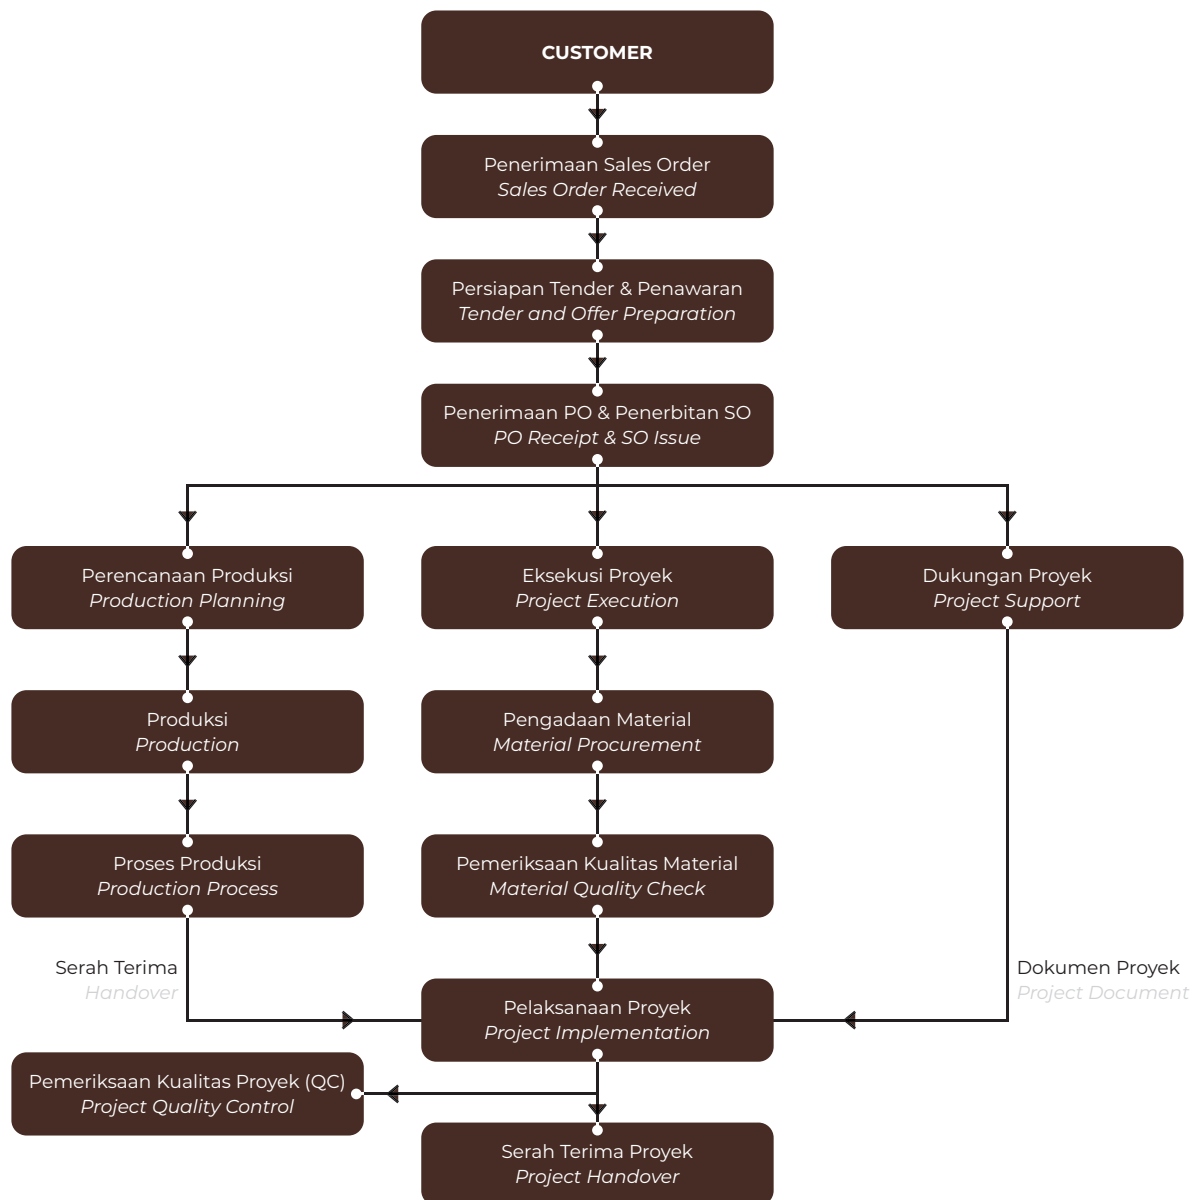 CUSTOMER
Penerimaan Sales Order
Sales Order Received
Persiapan Tender & Penawaran
Tender and Offer Preparation
Penerimaan PO & Penerbitan SO
PO Receipt & SO Issue
Perencanaan Produksi
Production Planning
Eksekusi Proyek
Project Execution
Dukungan Proyek
Project Support
Produksi
Production
Pengadaan Material
Material Procurement
Proses Produksi
Production Process
Pemeriksaan Kualitas Material
Material Quality Check
Serah Terima
Handover
Dokumen Proyek
Project Document
Pelaksanaan Proyek
Project Implementation
Pemeriksaan Kualitas Proyek (QC)
Project Quality Control
Serah Terima Proyek
Project Handover